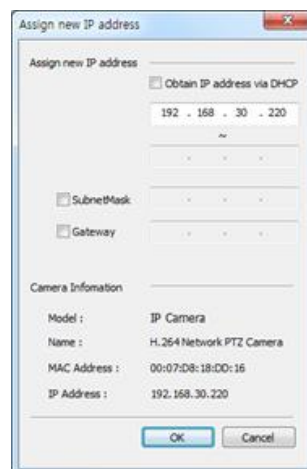 Assign new IP address
Assign new IP address
Obtain IP address via DHCP
192 . 168 . 30 . 220
~
. . .
SubnetMask . . .
Gateway . . .
Camera Infomation
Model : IP Camera
Name : H.264 Network PTZ Camera
MAC Address : 00:07:D8:18:DD:16
IP Address : 192.168.30.220
OK Cancel